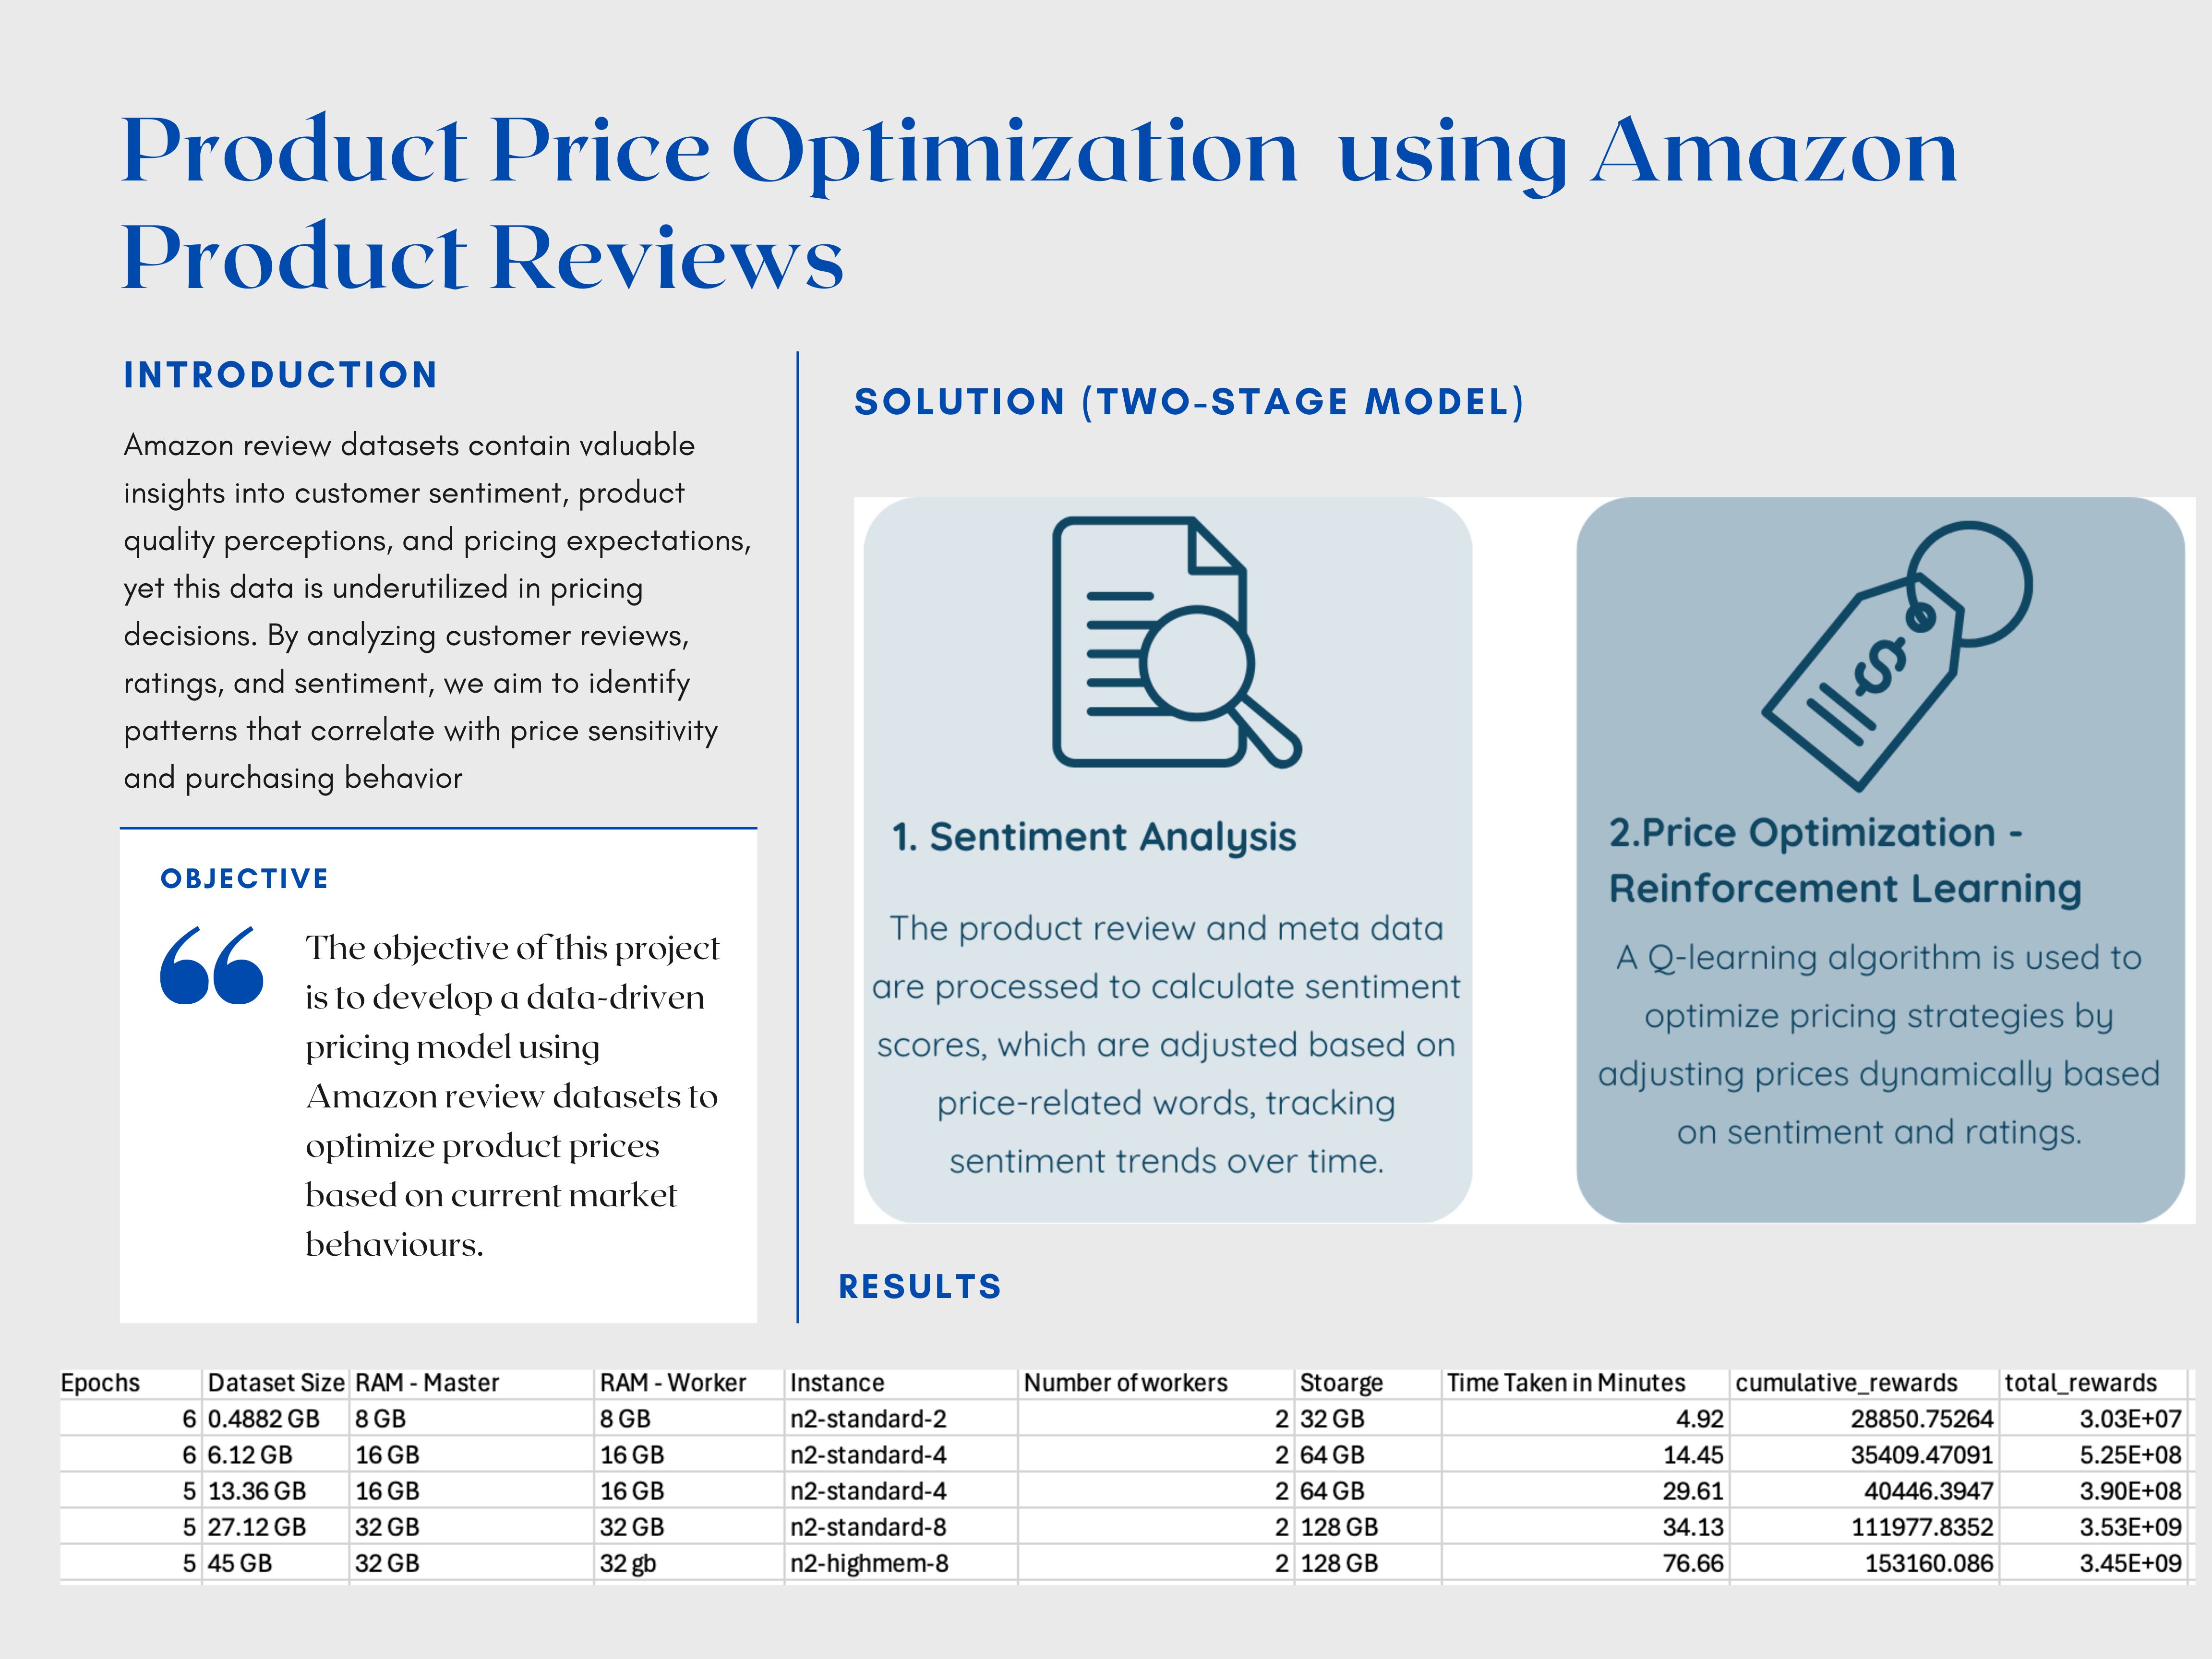 Product Price Optimization using Amazon
Product Reviews
INTRODUCTION
Amazon review datasets contain valuable
insights into customer sentiment, product
quality perceptions, and pricing expectations,
yet this data is underutilized in pricing
decisions. By analyzing customer reviews,
ratings, and sentiment, we aim to identify
patterns that correlate with price sensitivity
and purchasing behavior
OBJECTIVE
“
The objective of this project
is to develop a data-driven
pricing model using
Amazon review datasets to
optimize product prices
based on current market
behaviours.
SOLUTION (TWO-STAGE MODEL)
1. Sentiment Analysis
The product review and meta data
are processed to calculate sentiment
scores, which are adjusted based on
price-related words, tracking
sentiment trends over time.
$
2.Price Optimization -
Reinforcement Learning
A Q-learning algorithm is used to
optimize pricing strategies by
adjusting prices dynamically based
on sentiment and ratings.
RESULTS
Epochs Dataset Size RAM - Master RAM - Worker Instance Number of workers Stoarge Time Taken in Minutes cumulative_rewards total_rewards
6 0.4882 GB 8 GB 8 GB n2-standard-2 2 32 GB 4.92 28850.75264 3.03E+07
6 6.12 GB 16 GB 16 GB n2-standard-4 2 64 GB 14.45 35409.47091 5.25E+08
5 13.36 GB 16 GB 16 GB n2-standard-4 2 64 GB 29.61 40446.3947 3.90E+08
5 27.12 GB 32 GB 32 GB n2-standard-8 2 128 GB 34.13 111977.8352 3.53E+09
5 45 GB 32 GB 32 gb n2-highmem-8 2 128 GB 76.66 153160.086 3.45E+09